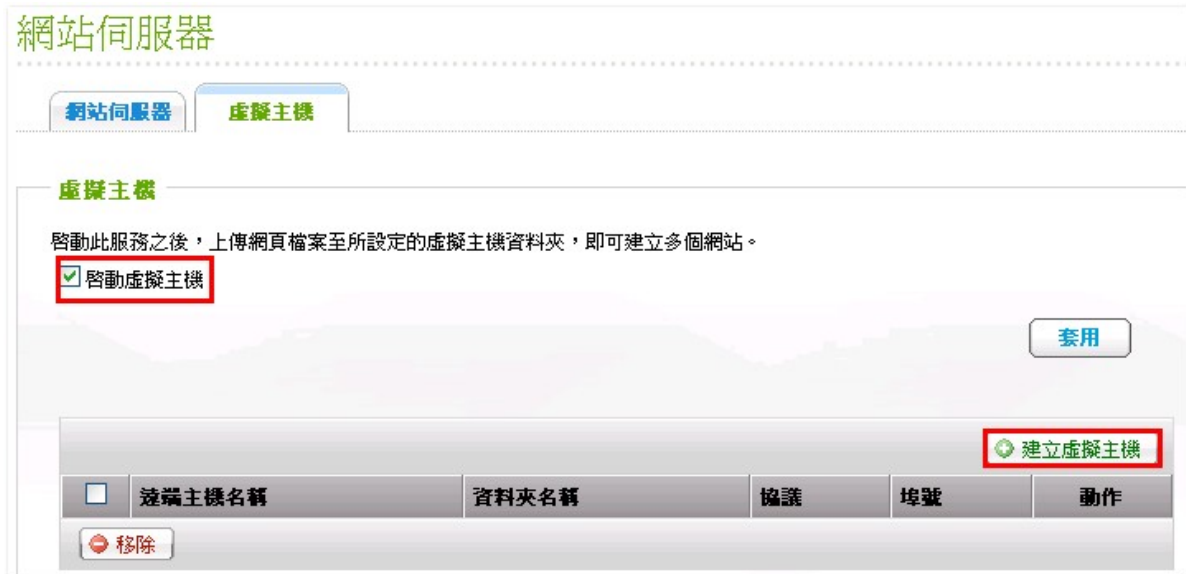 網站伺服器
網站伺服器 虛擬主機
虛擬主機
啓動此服務之後，上傳網頁檔案至所設定的虛擬主機資料夾，即可建立多個網站。
啓動虛擬主機
套用
建立虛擬主機
遠端主機名稱 資料夾名稱 協議 埠號 動作
移除